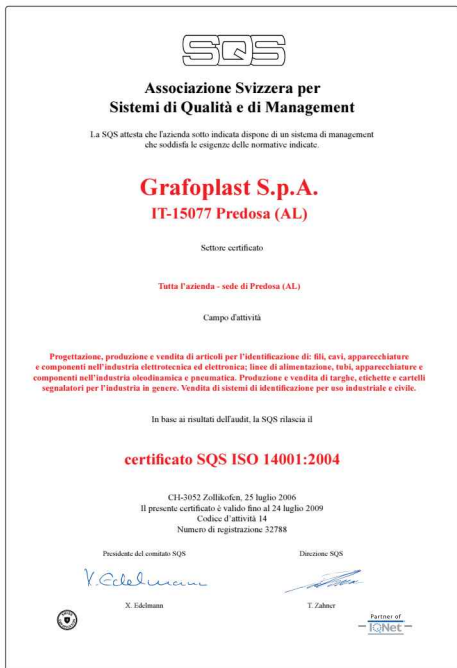 SQS
Associazione Svizzera per
Sistemi di Qualità e di Management
La SQS attesta che l'azienda sotto indicata dispone di un sistema di management
che soddisfa le esigenze delle normative indicate.
Grafoplast S.p.A.
IT-15077 Predosa (AL)
Settore certificato
Tutta l'azienda - sede di Predosa (AL)
Campo d'attività
Progettazione, produzione e vendita di articoli per l'identificazione di: fili, cavi, apparecchiature
e componenti nell'industria elettrotecnica ed elettronica; linee di alimentazione, tubi, apparecchiature e
componenti nell'industria oleodinamica e pneumatica. Produzione e vendita di targhe, etichette e cartelli
segnalatori per l'industria in genere. Vendita di sistemi di identificazione per uso industriale e civile.
In base ai risultati dell'audit, la SQS rilascia il
certificato SQS ISO 14001:2004
CH-3052 Zollikofen, 25 luglio 2006
Il presente certificato è valido fino al 24 luglio 2009
Codice d'attività 14
Numero di registrazione 32788
Presidente del comitato SQS Direzione SQS
X. Edelmann
X. Edelmann T. Zahner
Partner of
IQNet